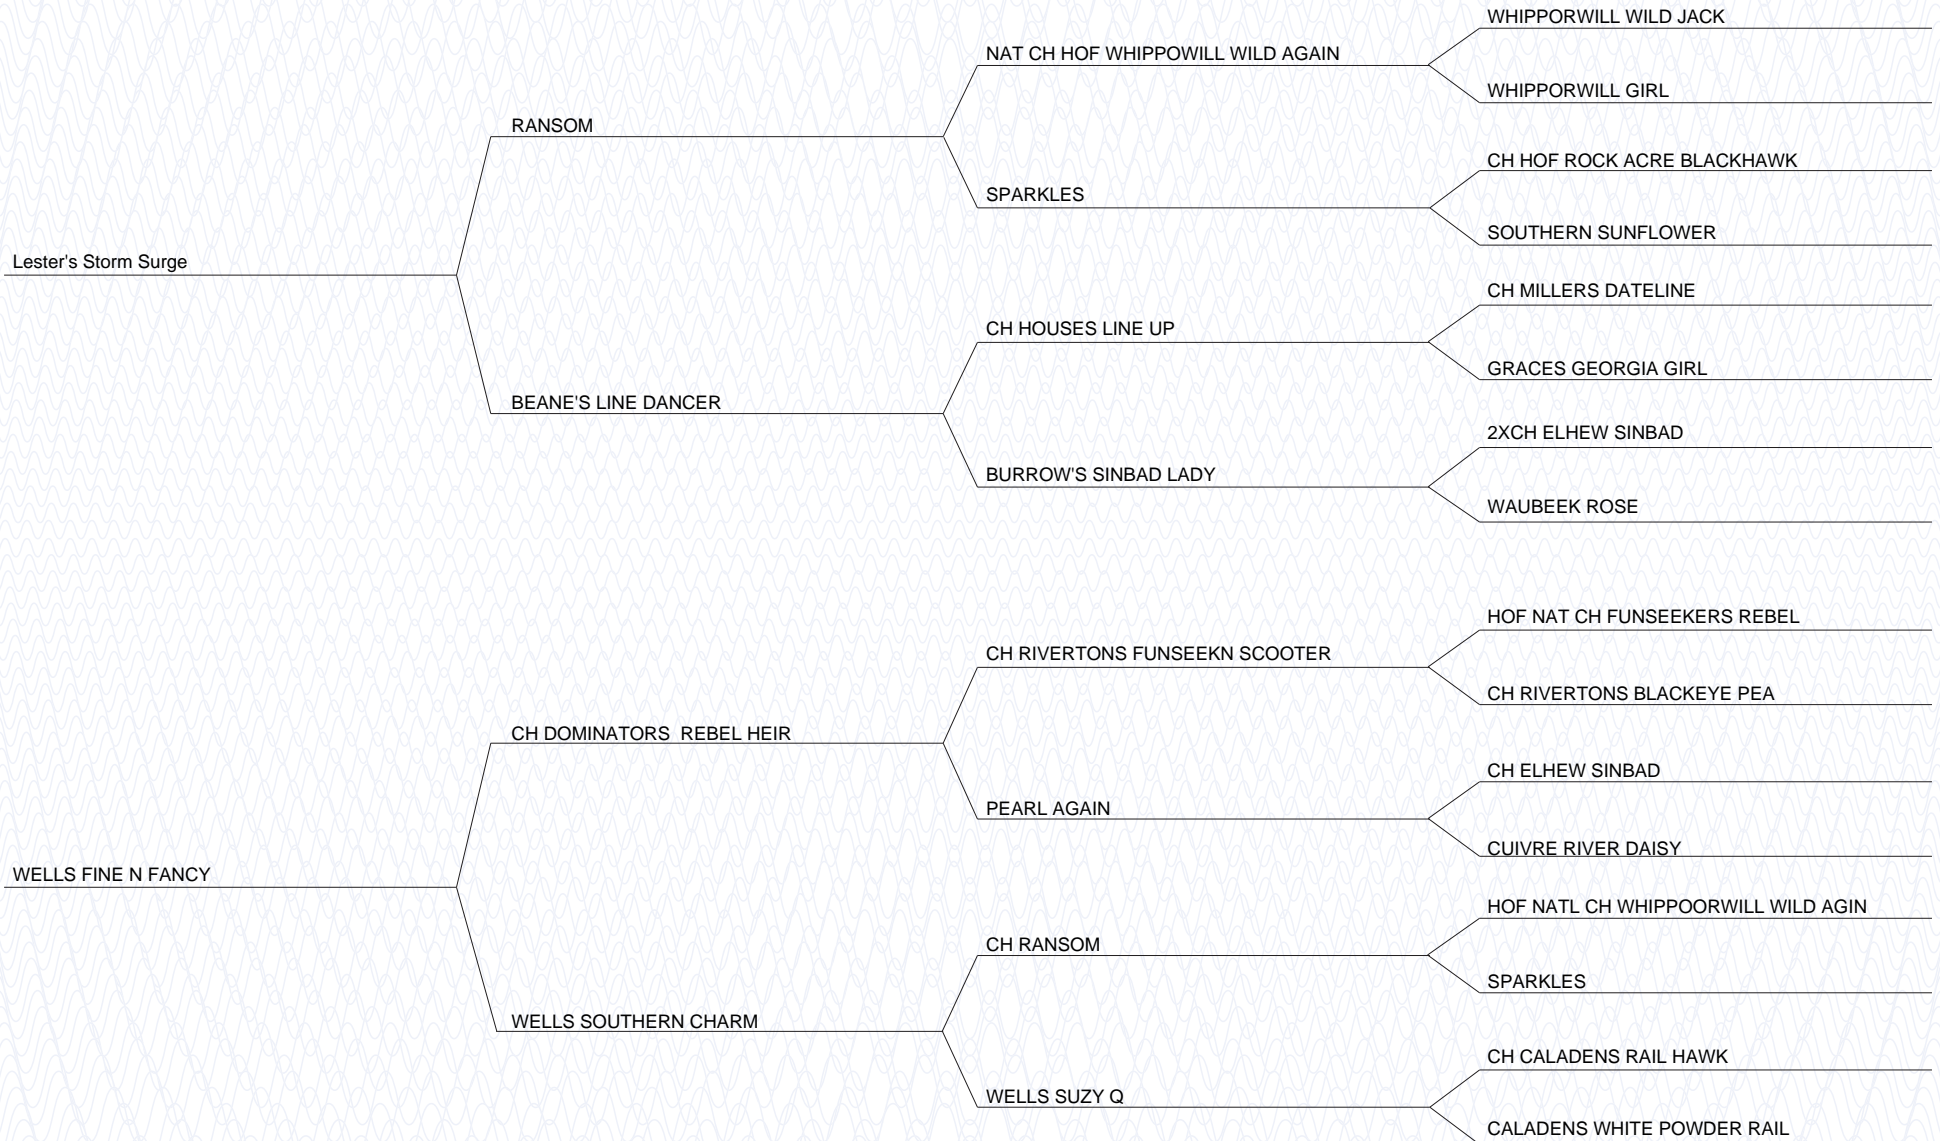 WHIPPORWILL WILD JACK
NAT CH HOF WHIPPOWILL WILD AGAIN
WHIPPORWILL GIRL
RANSOM
CH HOF ROCK ACRE BLACKHAWK
SPARKLES
SOUTHERN SUNFLOWER
Lester's Storm Surge
CH MILLERS DATELINE
CH HOUSES LINE UP
GRACES GEORGIA GIRL
BEANE'S LINE DANCER
2XCH ELHEW SINBAD
BURROW'S SINBAD LADY
WAUBEEK ROSE
HOF NAT CH FUNSEEKERS REBEL
CH RIVERTONS FUNSEEKN SCOOTER
CH RIVERTONS BLACKEYE PEA
CH DOMINATORS  REBEL HEIR
CH ELHEW SINBAD
PEARL AGAIN
CUIVRE RIVER DAISY
WELLS FINE N FANCY
HOF NATL CH WHIPPOORWILL WILD AGIN
CH RANSOM
SPARKLES
WELLS SOUTHERN CHARM
CH CALADENS RAIL HAWK
WELLS SUZY Q
CALADENS WHITE POWDER RAIL